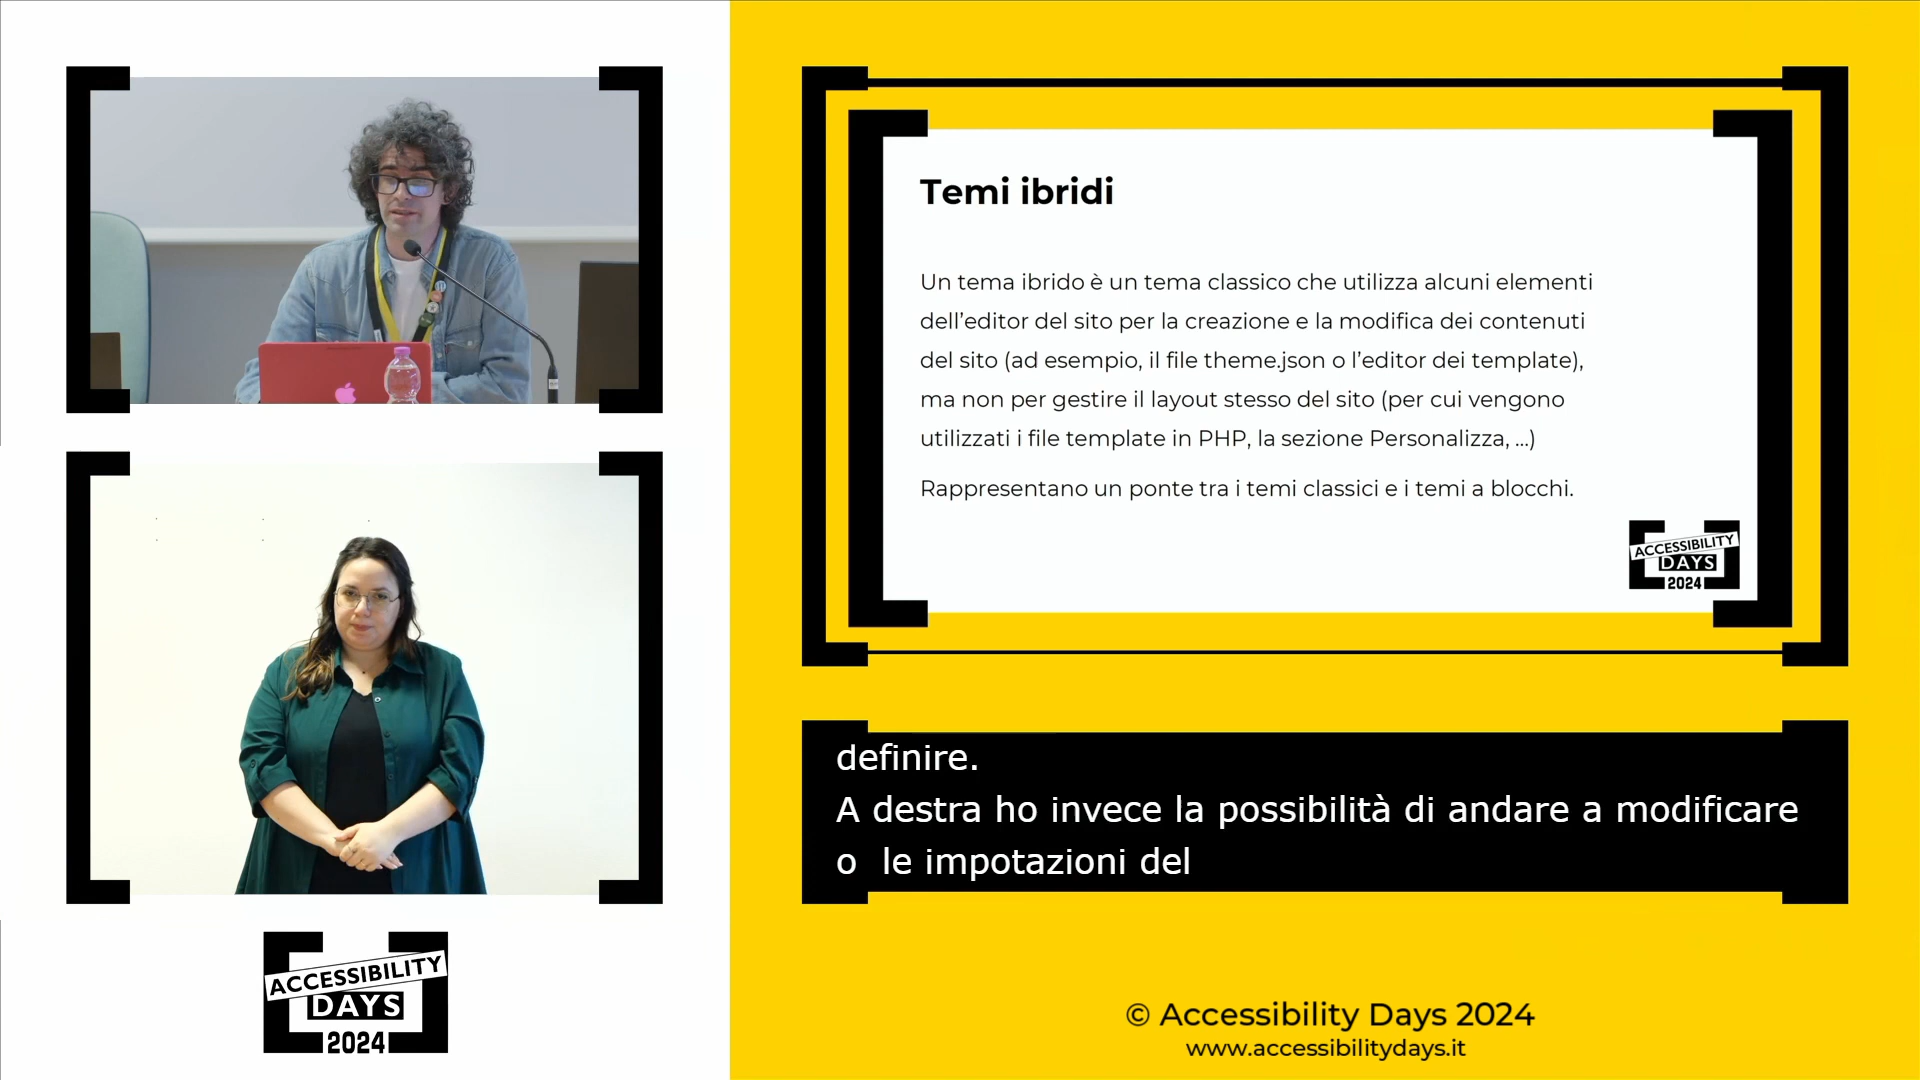 Temi ibridi
Un tema ibrido è un tema classico che utilizza alcuni elementi
dell’editor del sito per la creazione e la modifica dei contenuti
del sito (ad esempio, il file theme.json o l’editor dei template),
ma non per gestire il layout stesso del sito (per cui vengono
utilizzati i file template in PHP, la sezione Personalizza, ...)
Rappresentano un ponte tra i temi classici e i temi a blocchi.
ACCESSIBILITY
DAYS
2024
definire.
A destra ho invece la possibilità di andare a modificare
o  le impotazioni del
ACCESSIBILITY
DAYS
2024
© Accessibility Days 2024
www.accessibilitydays.it